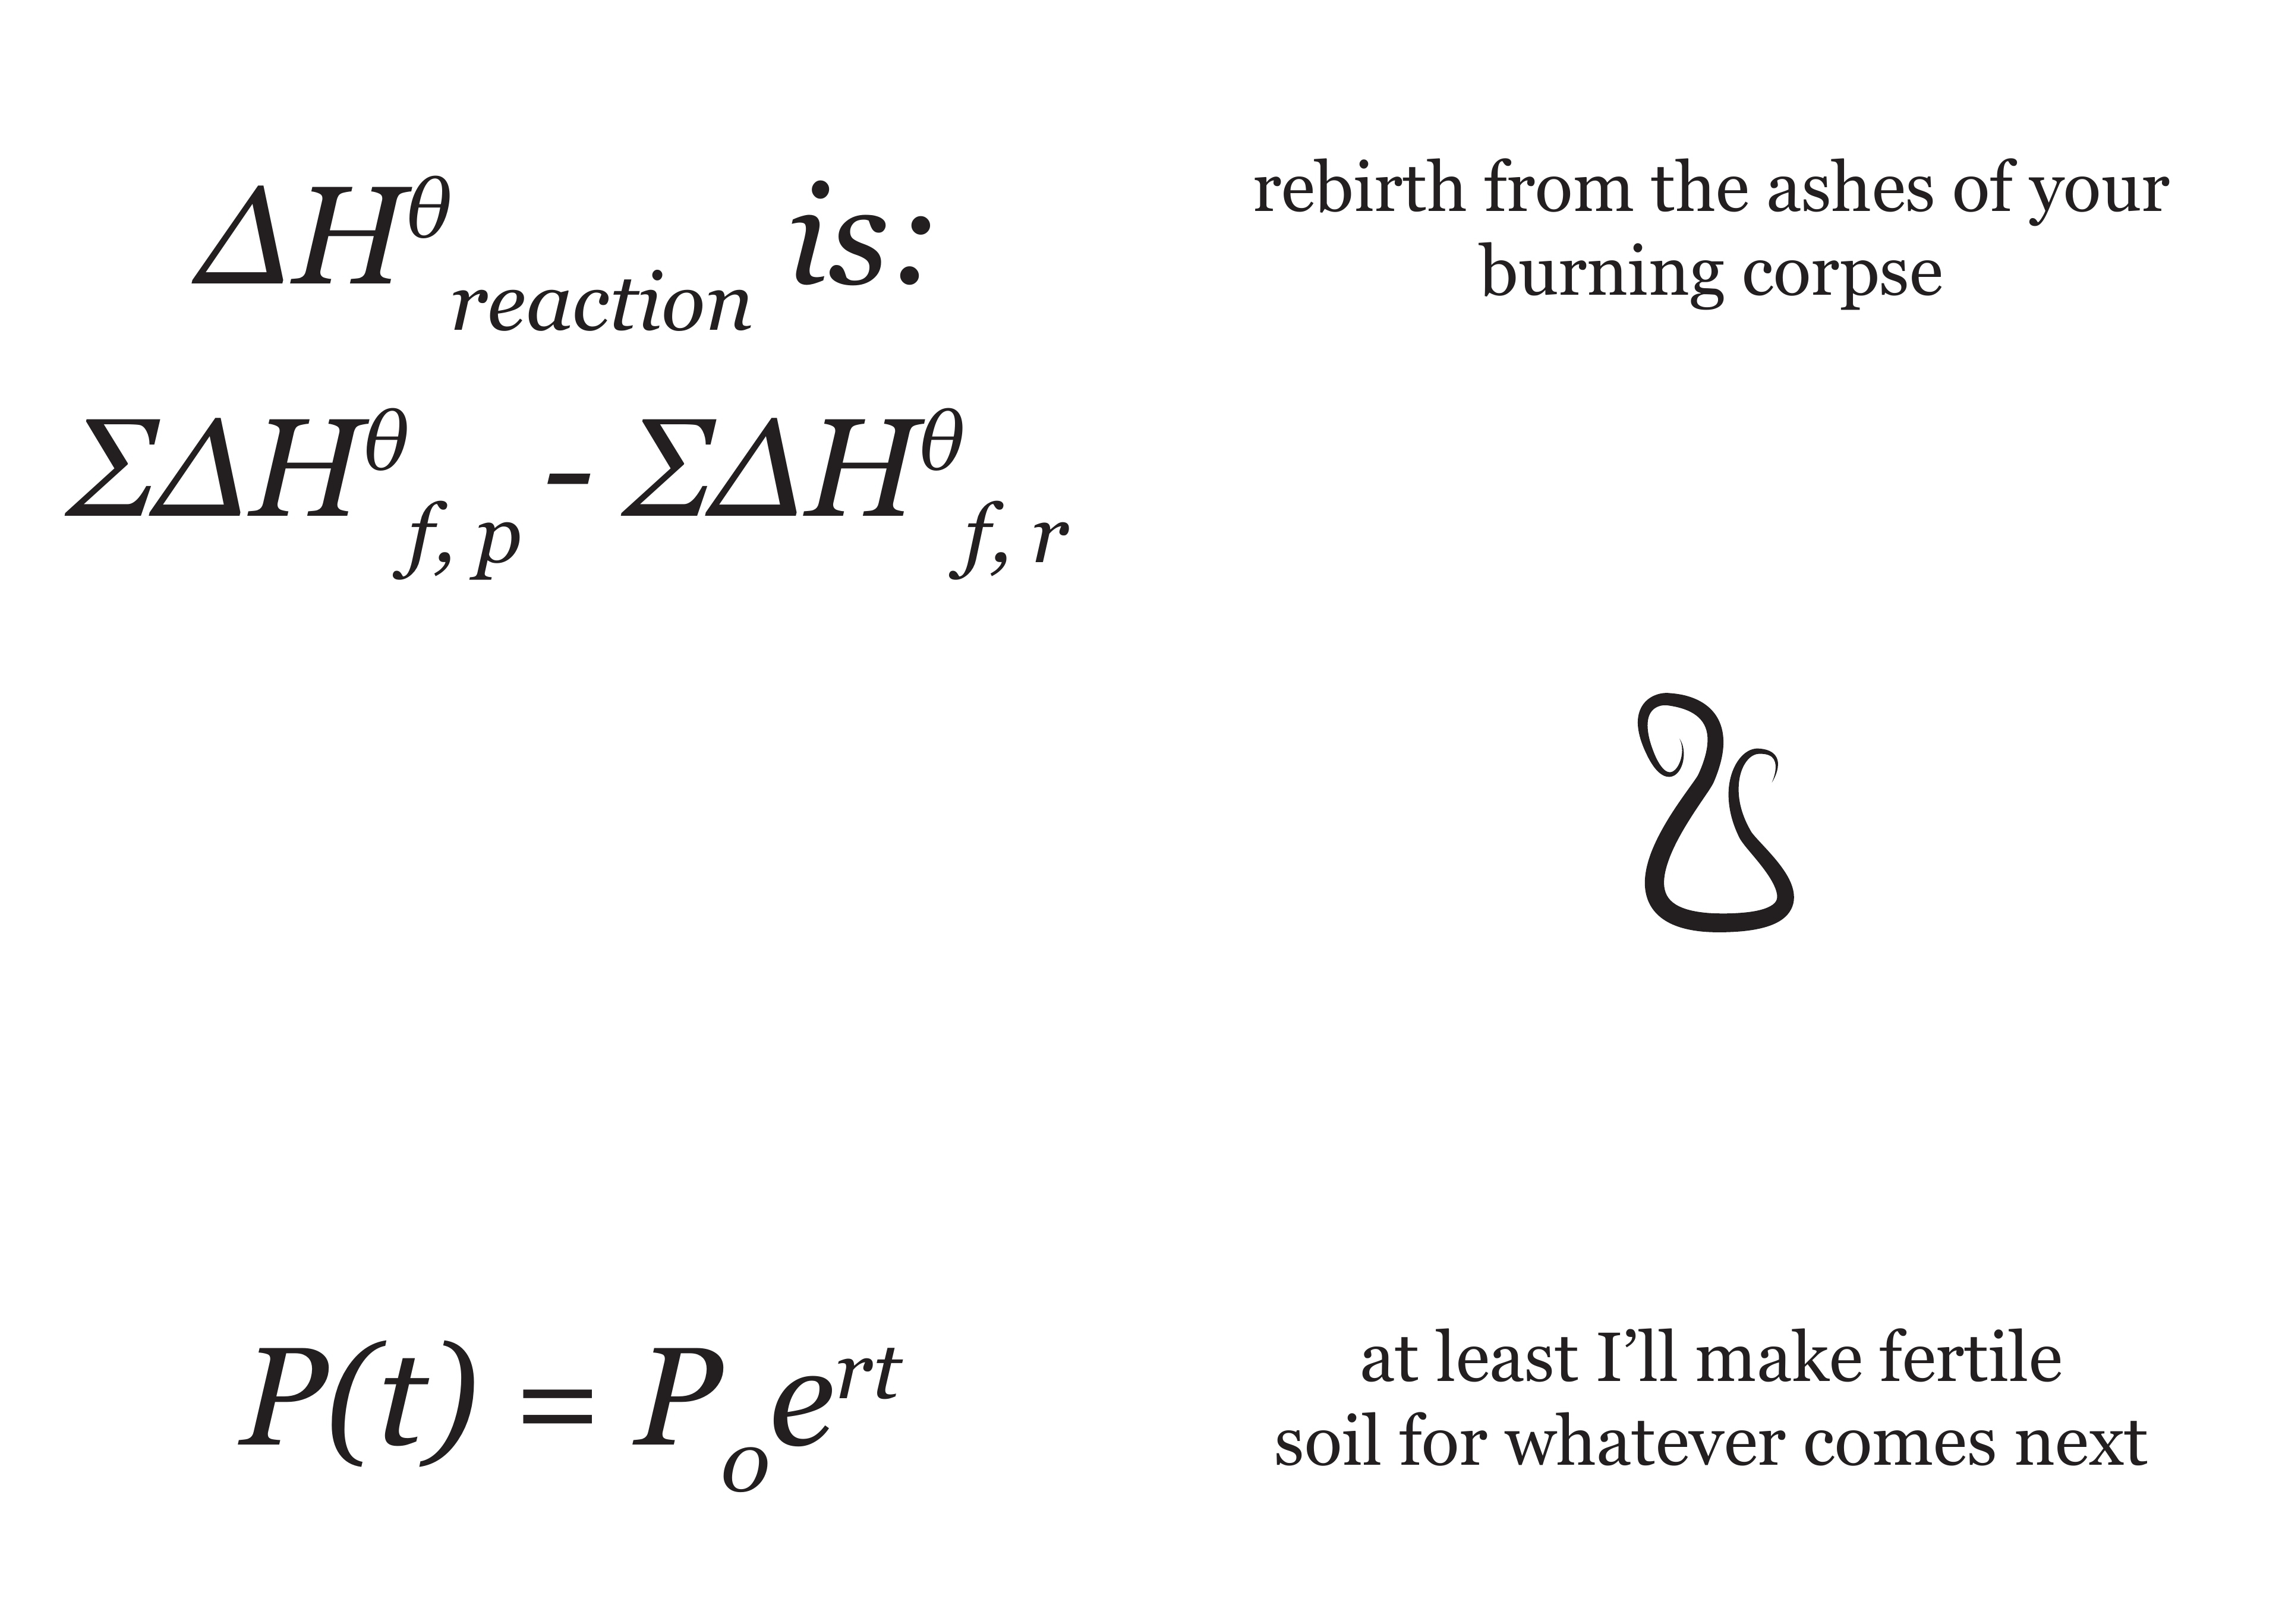 ΔH^θ_reaction is:
ΣΔH^θ_f, p - ΣΔH^θ_f, r
P(t) = P_o e^rt
rebirth from the ashes of your
burning corpse
at least I’ll make fertile
soil for whatever comes next